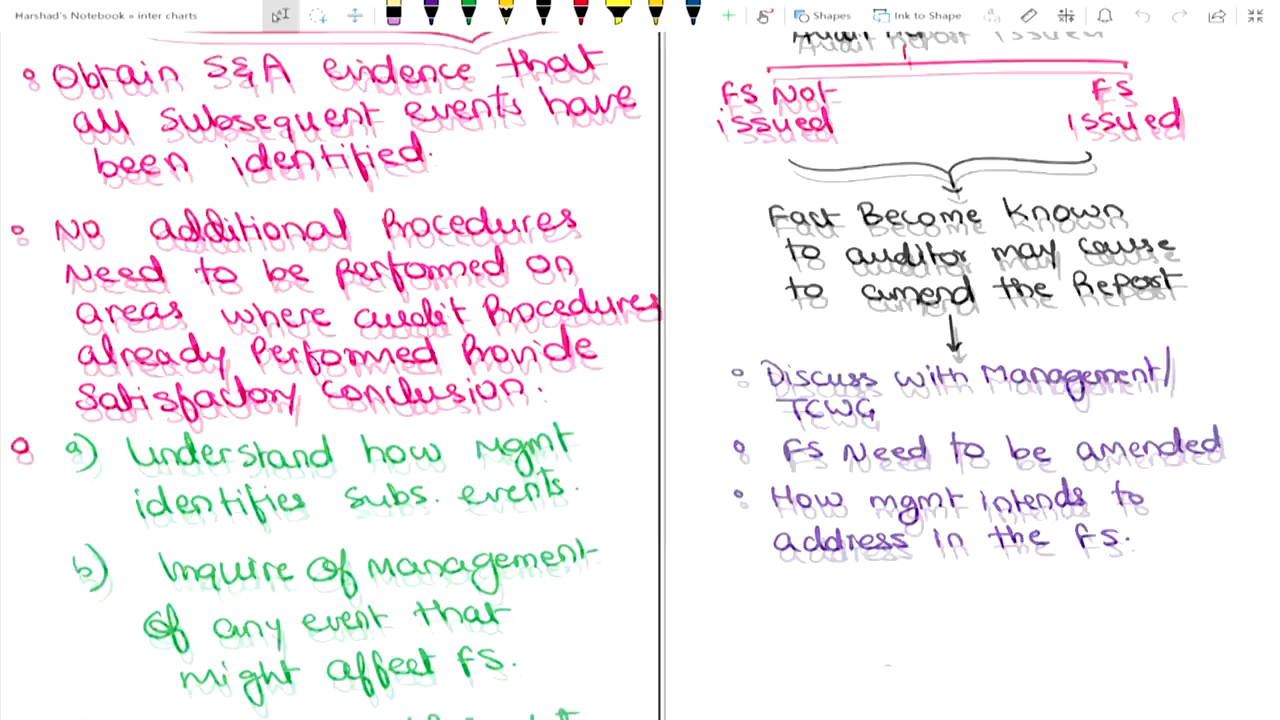 Harshad's Notebook » inter charts
Shapes
Ink to Shape
Obtain S&A evidence that
all subsequent events have
been identified.
No additional Procedures
Need to be performed on
areas where audit Procedures
already Performed Provide
Satisfactory Conclusion.
a) Understand how Mgmt
identifies subs. events.
b) Inquire Of management
Of any event that
might affect FS.
Audit Report issued
FS Not
issued
FS
issued
Fact Become Known
to auditor may cause
to amend the Report
Discuss with Management/
TCWG
FS Need to be amended
How mgmt intends to
address in the FS.